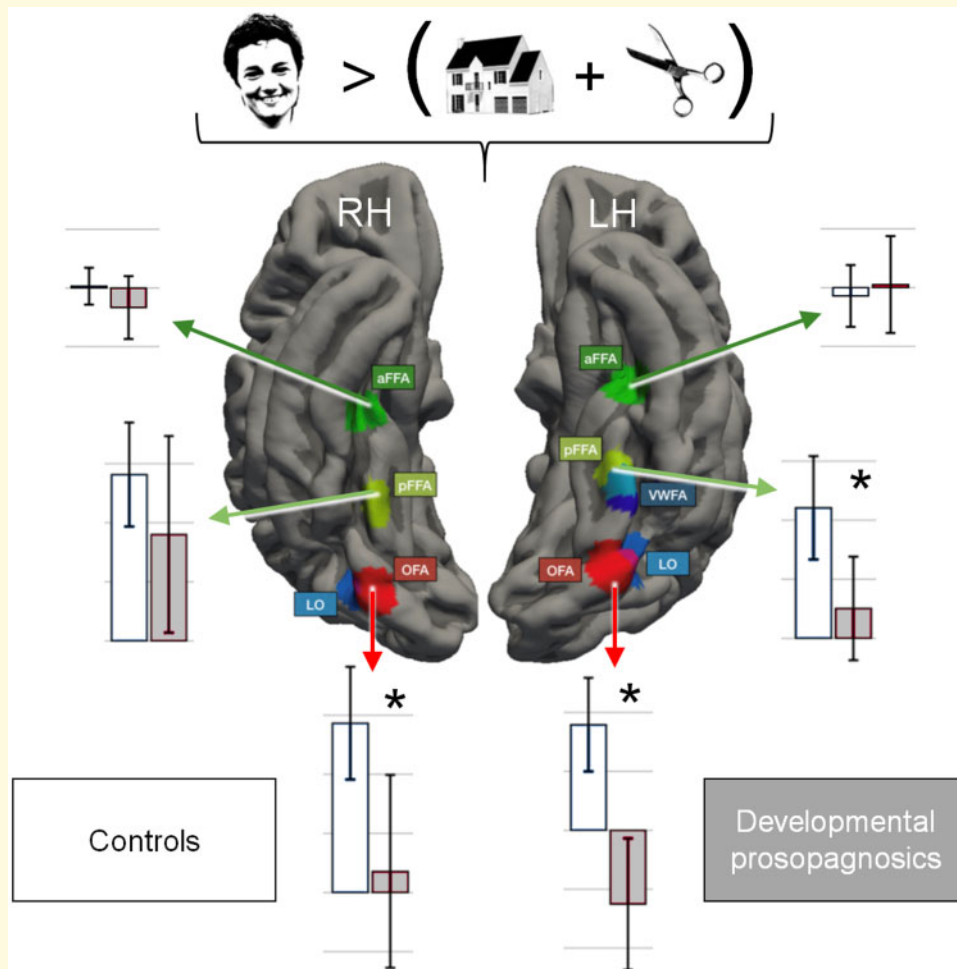 > ( + )
RH
LH
aFFA
aFFA
pFFA
pFFA
VWFA
OFA
OFA
LO
LO
*
*
*
Controls
Developmental
prosopagnosics